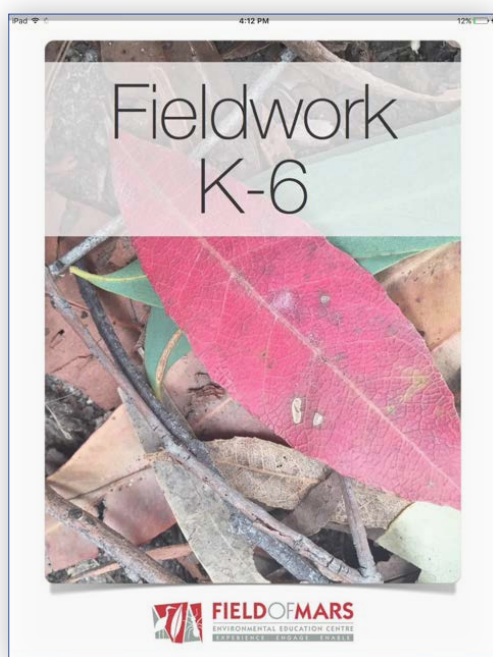 iPad 4:12 PM 12%
Fieldwork
K-6
FIELDOFMARS
ENVIRONMENTAL EDUCATION CENTRE
EXPERIENCE ENGAGE ENABLE